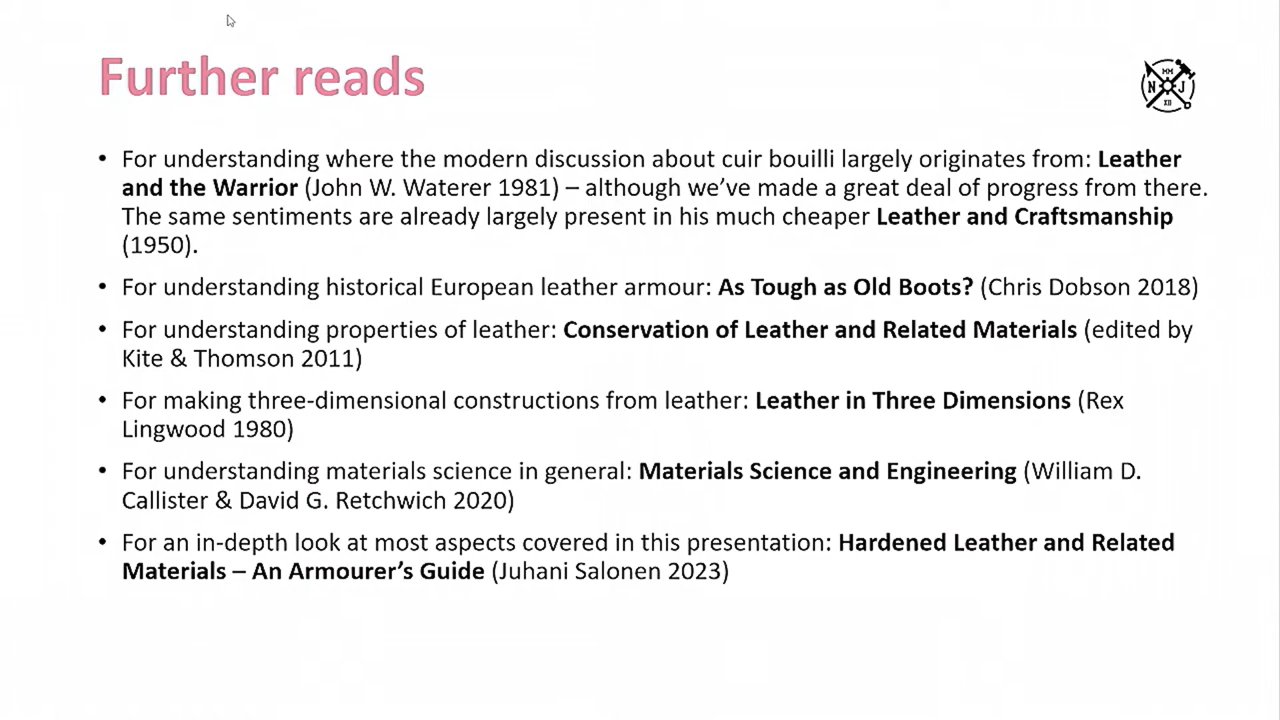 Further reads
MM
N J
XII
• For understanding where the modern discussion about cuir bouilli largely originates from: Leather
and the Warrior (John W. Waterer 1981) – although we’ve made a great deal of progress from there.
The same sentiments are already largely present in his much cheaper Leather and Craftsmanship
(1950).
• For understanding historical European leather armour: As Tough as Old Boots? (Chris Dobson 2018)
• For understanding properties of leather: Conservation of Leather and Related Materials (edited by
Kite & Thomson 2011)
• For making three-dimensional constructions from leather: Leather in Three Dimensions (Rex
Lingwood 1980)
• For understanding materials science in general: Materials Science and Engineering (William D.
Callister & David G. Retchwich 2020)
• For an in-depth look at most aspects covered in this presentation: Hardened Leather and Related
Materials – An Armourer’s Guide (Juhani Salonen 2023)